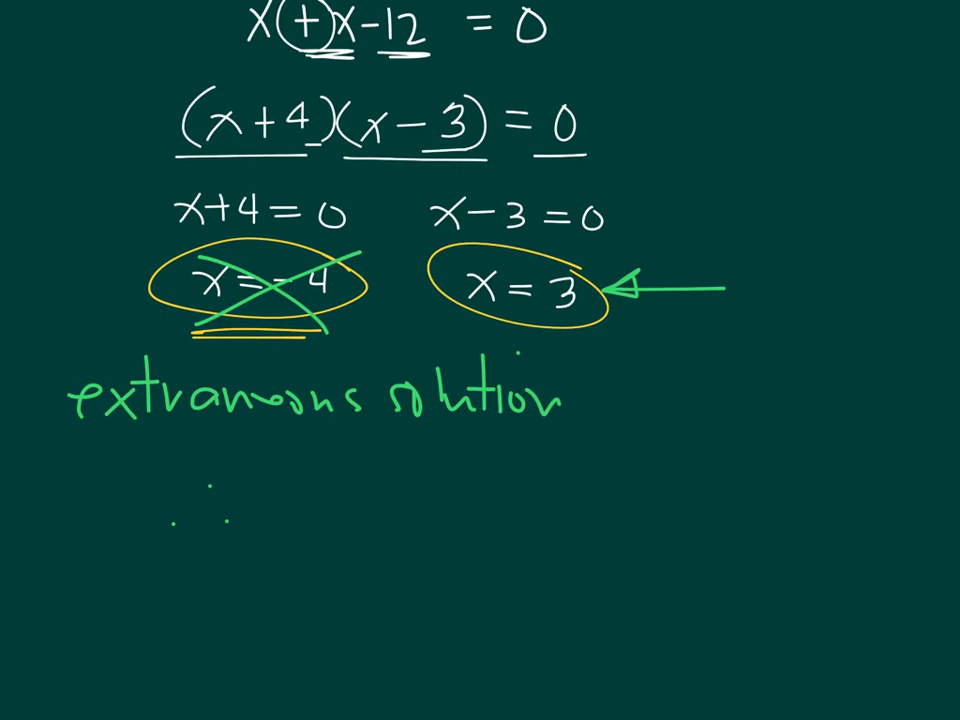 x + x - 12 = 0
(x + 4)(x - 3) = 0
x + 4 = 0 x - 3 = 0
x = -4 x = 3
extraneous solution
∴